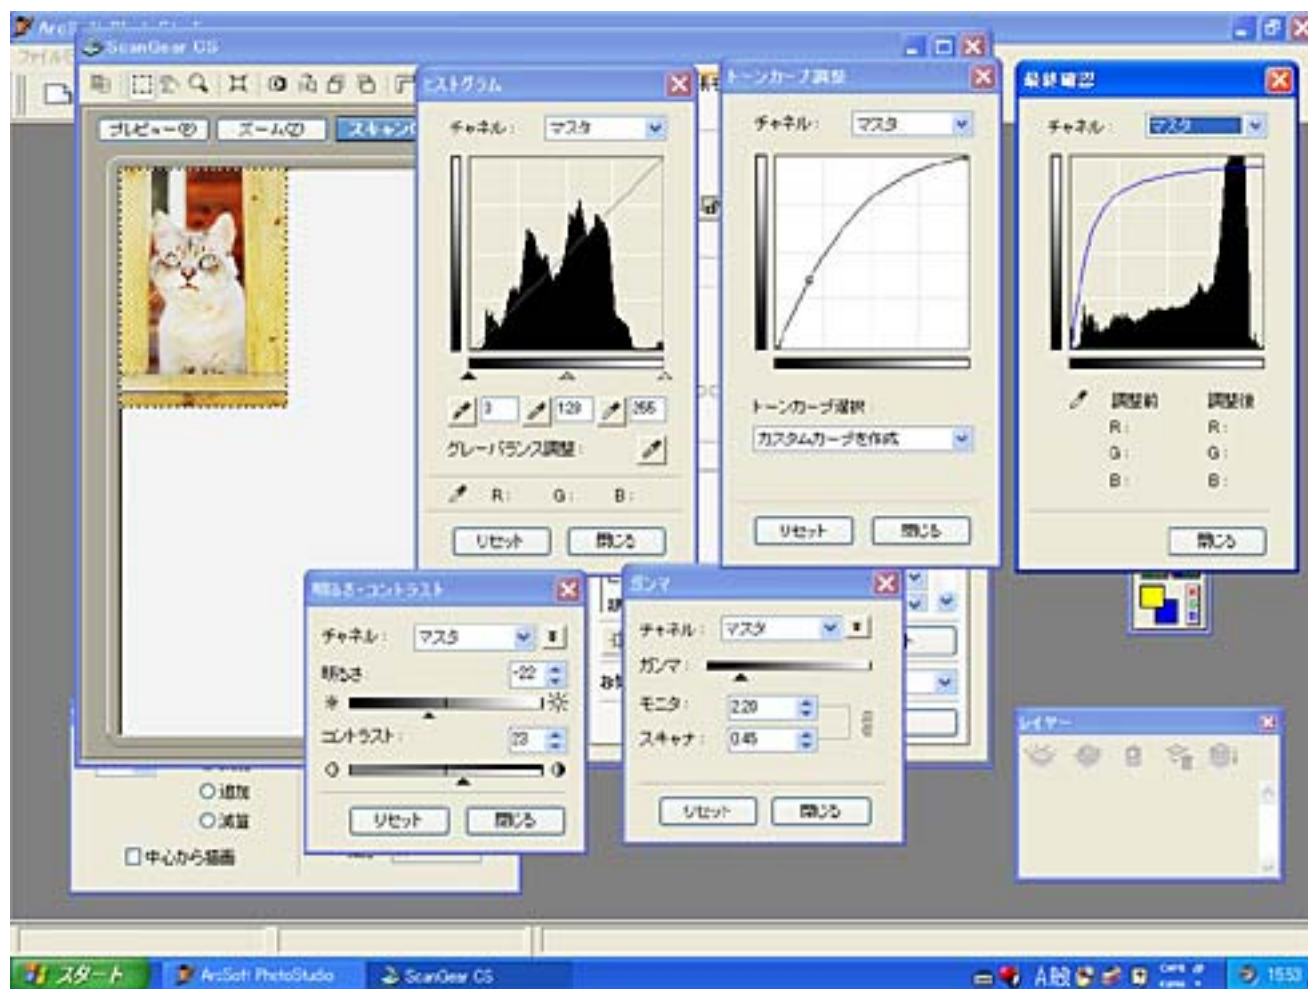 ScanGear CS
プレビュー(P)
ズーム(Z)
ヒストグラム
チャネル:
マスタ
128
255
グレーバランス調整:
R:
G:
B:
リセット
閉じる
トーンカーブ調整
チャネル:
マスタ
トーンカーブ選択:
カスタムカーブを作成
リセット
閉じる
最終確認
チャネル:
マスタ
調整前
調整後
R:
R:
G:
G:
B:
B:
閉じる
明るさ・コントラスト
チャネル:
マスタ
明るさ:
-22
コントラスト:
23
リセット
閉じる
ガンマ
チャネル:
マスタ
ガンマ:
モニタ:
2.20
スキャナ:
0.45
リセット
閉じる
追加
減算
中心から描画
レイヤー
スタート
ArcSoft PhotoStudio
ScanGear CS
15:53